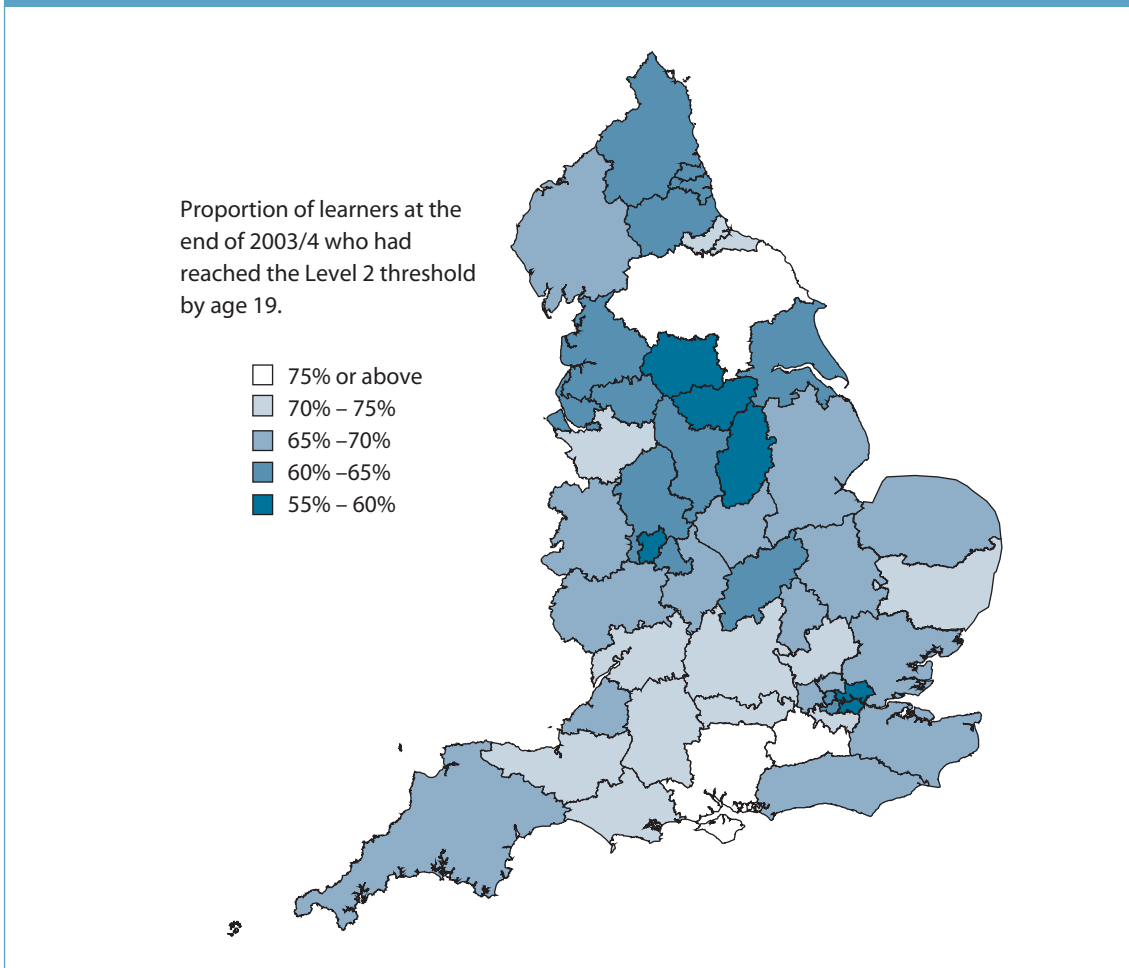 Proportion of learners at the
end of 2003/4 who had
reached the Level 2 threshold
by age 19.
75% or above
70% – 75%
65% –70%
60% –65%
55% – 60%